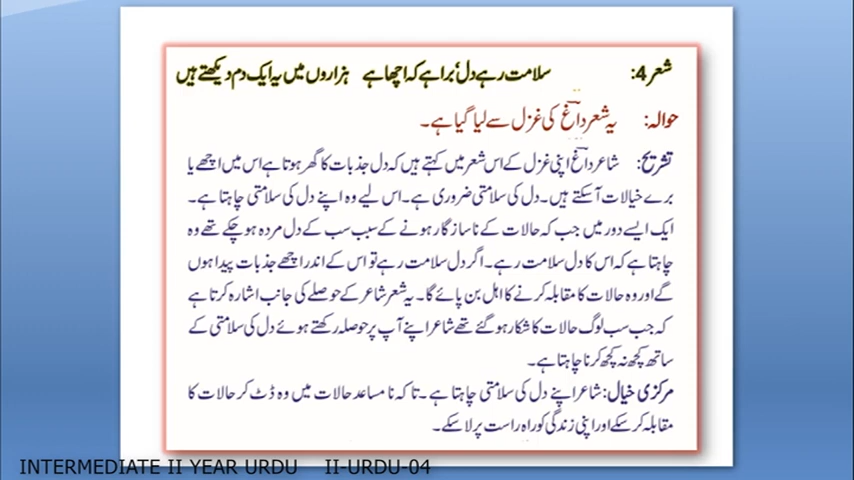 شعر4: سلامت رہے دل بُرا ہے کہ اچھا ہے ہزاروں میں یہ ایک دم دیکھتے ہیں
حوالہ: یہ شعر داغؔ کی غزل سے لیا گیا ہے۔
تشریح: شاعر داغؔ اپنی غزل کے اس شعر میں کہتے ہیں کہ دل جذبات کا گھر ہوتا ہے اس میں اچھے یا
برے خیالات آسکتے ہیں۔ دل کی سلامتی ضروری ہے۔ اس لیے وہ اپنے دل کی سلامتی چاہتا ہے۔
ایک ایسے دور میں جب کہ حالات کے ناساز گار ہونے کے سبب سب کے دل مردہ ہو چکے تھے وہ
چاہتا ہے کہ اس کا دل سلامت رہے۔ اگر دل سلامت رہے تو اس کے اندر اچھے جذبات پیدا ہوں
گے اور وہ حالات کا مقابلہ کرنے کا اہل بن پائے گا۔ یہ شعر شاعر کے حوصلے کی جانب اشارہ کرتا ہے
کہ جب سب لوگ حالات کا شکار ہو گئے تھے شاعر اپنے آپ پر حوصلہ رکھتے ہوئے دل کی سلامتی کے
ساتھ کچھ نہ کچھ کرنا چاہتا ہے۔
مرکزی خیال: شاعر اپنے دل کی سلامتی چاہتا ہے۔ تاکہ نا مساعد حالات میں وہ ڈٹ کر حالات کا
مقابلہ کر سکے اور اپنی زندگی کو راہ راست پر لا سکے۔
INTERMEDIATE II YEAR URDU II-URDU-04